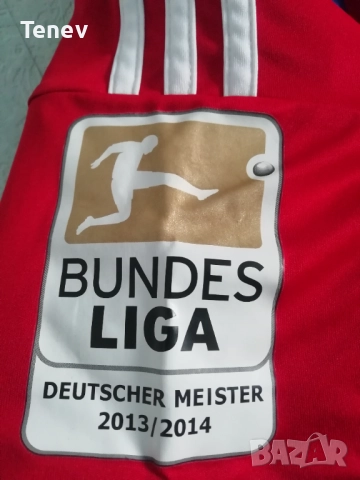 Tenev
BUNDES
LIGA
DEUTSCHER MEISTER
2013/2014
BAZAR